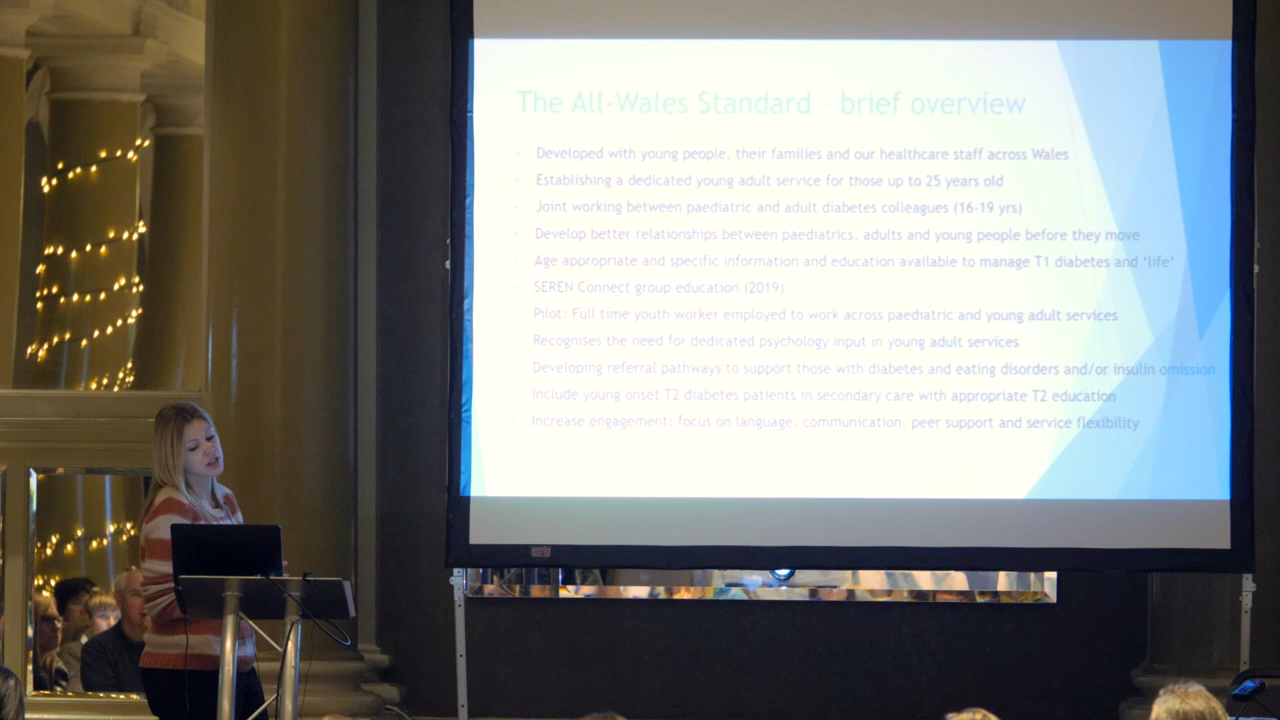 The All-Wales Standard – brief overview
Developed with young people, their families and our healthcare staff across Wales
Establishing a dedicated young adult service for those up to 25 years old
Joint working between paediatric and adult diabetes colleagues (16-19 yrs)
Develop better relationships between paediatrics, adults and young people before they move
Age appropriate and specific information and education available to manage T1 diabetes and ‘life’
SEREN Connect group education (2019)
Pilot: Full time youth worker employed to work across paediatric and young adult services
Recognises the need for dedicated psychology input in young adult services
Developing referral pathways to support those with diabetes and eating disorders and/or insulin omission
Include young onset T2 diabetes patients in secondary care with appropriate T2 education
Increase engagement: focus on language, communication, peer support and service flexibility